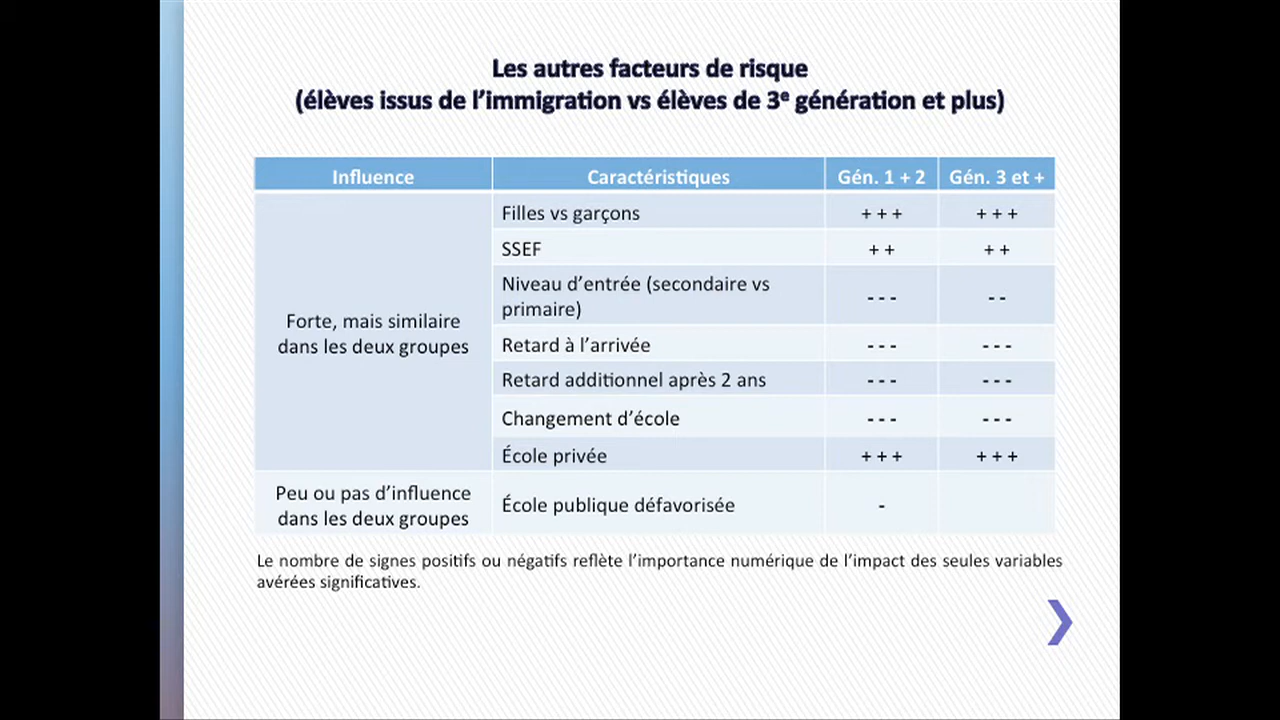 Les autres facteurs de risque
(élèves issus de l’immigration vs élèves de 3e génération et plus)
Influence Caractéristiques Gén. 1 + 2 Gén. 3 et +
Forte, mais similaire
dans les deux groupes
Filles vs garçons + + + + + +
SSEF + + + +
Niveau d’entrée (secondaire vs
primaire) - - - - -
Retard à l’arrivée - - - - - -
Retard additionnel après 2 ans - - - - - -
Changement d’école - - - - - -
École privée + + + + + +
Peu ou pas d’influence
dans les deux groupes
École publique défavorisée -
Le nombre de signes positifs ou négatifs reflète l’importance numérique de l’impact des seules variables
avérées significatives.